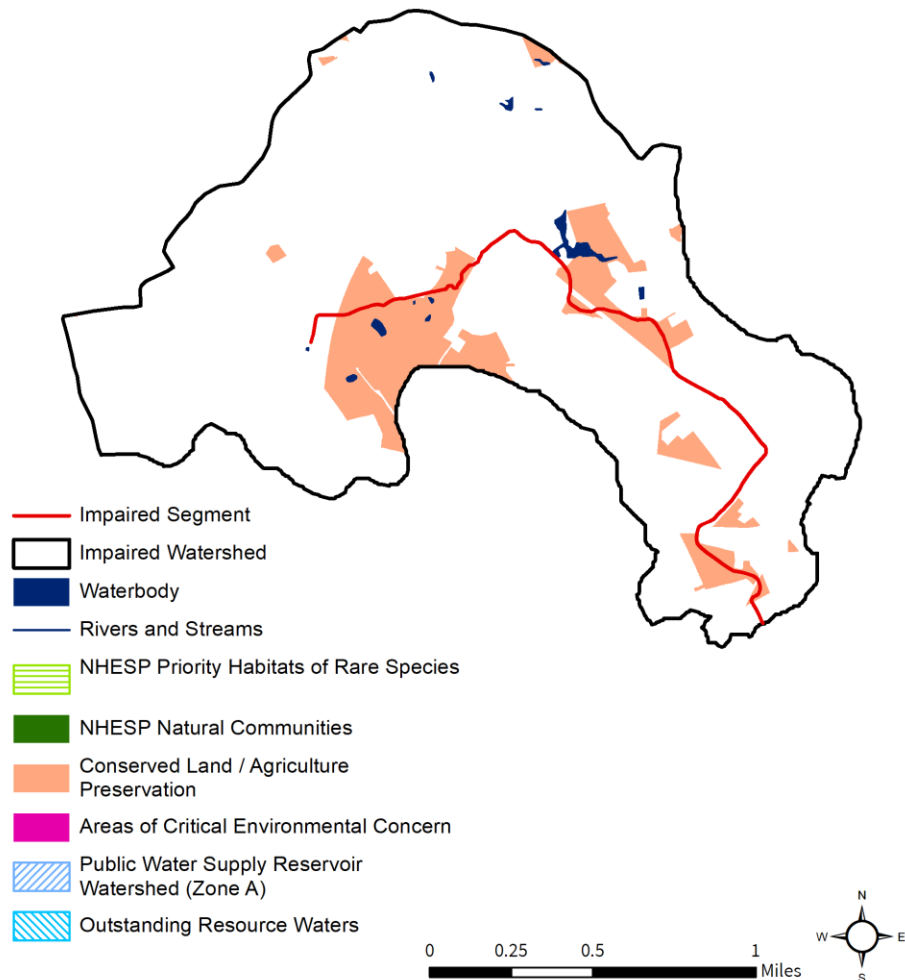 Impaired Segment
Impaired Watershed
Waterbody
Rivers and Streams
NHESP Priority Habitats of Rare Species
NHESP Natural Communities
Conserved Land / Agriculture
Preservation
Areas of Critical Environmental Concern
Public Water Supply Reservoir
Watershed (Zone A)
Outstanding Resource Waters
N
W E
S
0 0.25 0.5 1
Miles